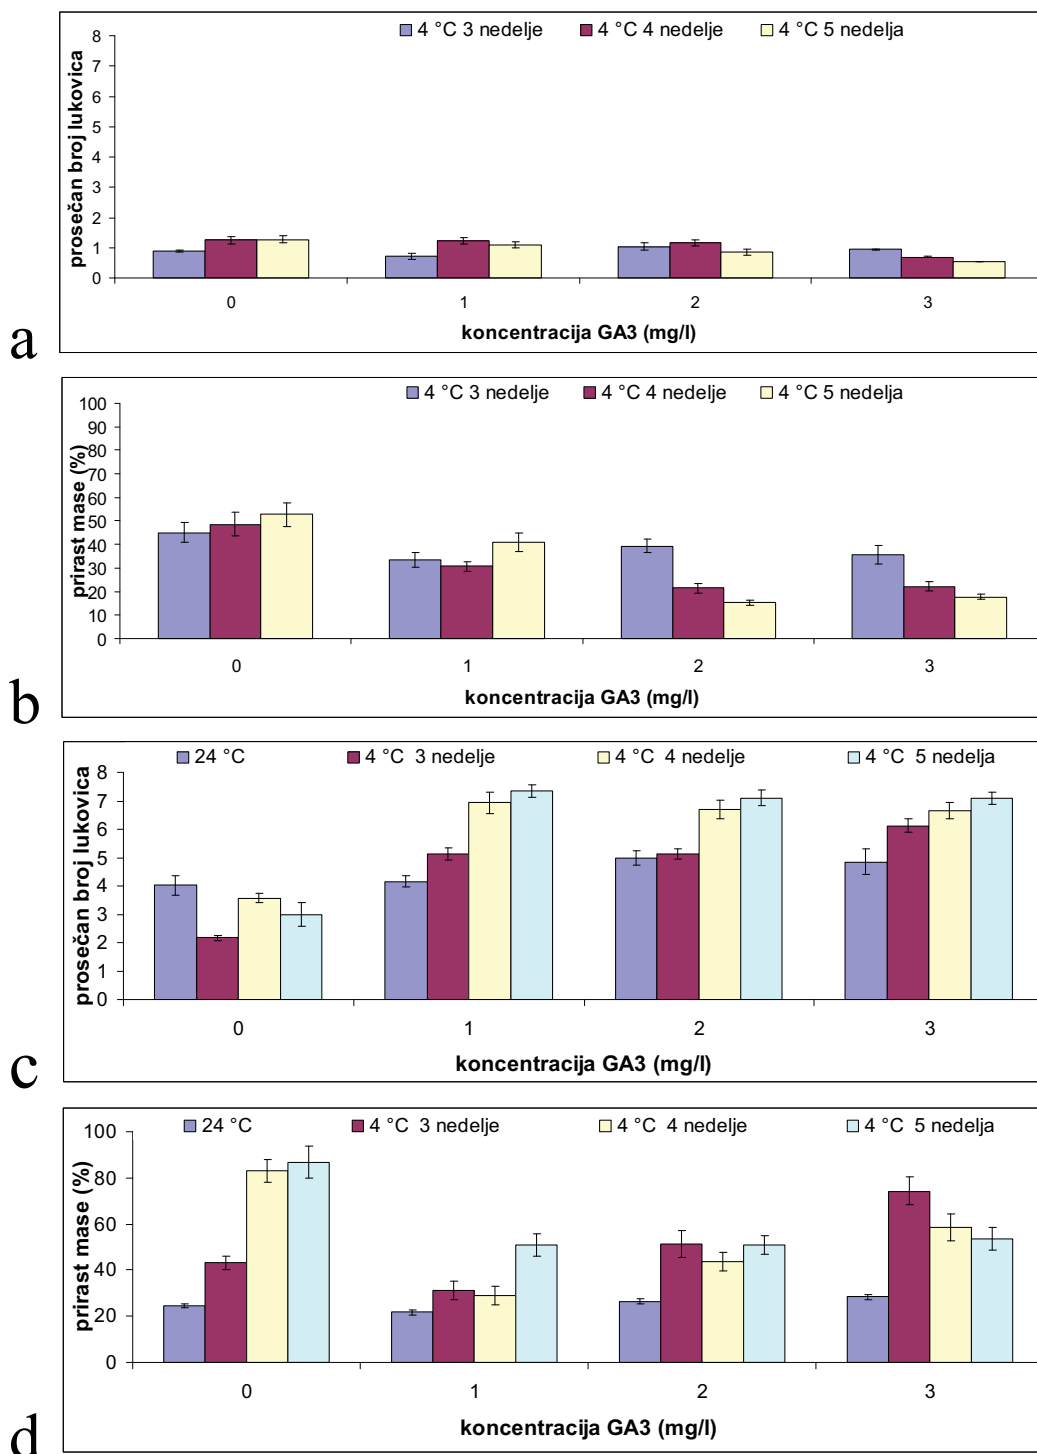 4 °C 3 nedelje 4 °C 4 nedelje 4 °C 5 nedelja
prosečan broj lukovica
8
7
6
5
4
3
2
1
0
0 1 2 3
koncentracija GA3 (mg/l)
a
4 °C 3 nedelje 4 °C 4 nedelje 4 °C 5 nedelja
prirast mase (%)
100
90
80
70
60
50
40
30
20
10
0
0 1 2 3
koncentracija GA3 (mg/l)
b
24 °C 4 °C 3 nedelje 4 °C 4 nedelje 4 °C 5 nedelja
prosečan broj lukovica
8
7
6
5
4
3
2
1
0
0 1 2 3
koncentracija GA3 (mg/l)
c
24 °C 4 °C 3 nedelje 4 °C 4 nedelje 4 °C 5 nedelja
prirast mase (%)
100
80
60
40
20
0
0 1 2 3
koncentracija GA3 (mg/l)
d